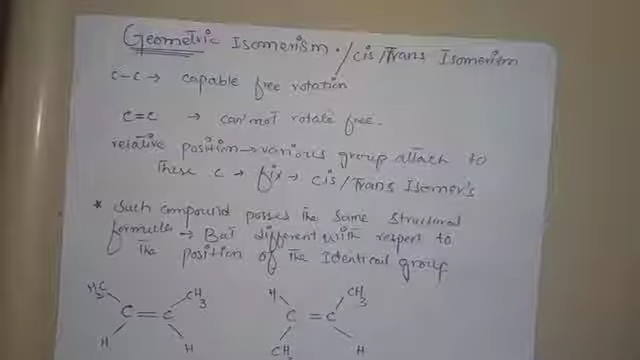 Geometric Isomerism. / cis/Trans Isomerism
C-C → capable free rotation
C=C → can not rotate free.
relative position → various group attach to
These C → fix → cis/Trans Isomer's
* Such compound posses the same structural
formula → But different with respect to
the position of the Identical group
H3C CH3 H CH3
C=C C=C
H H CH3 H